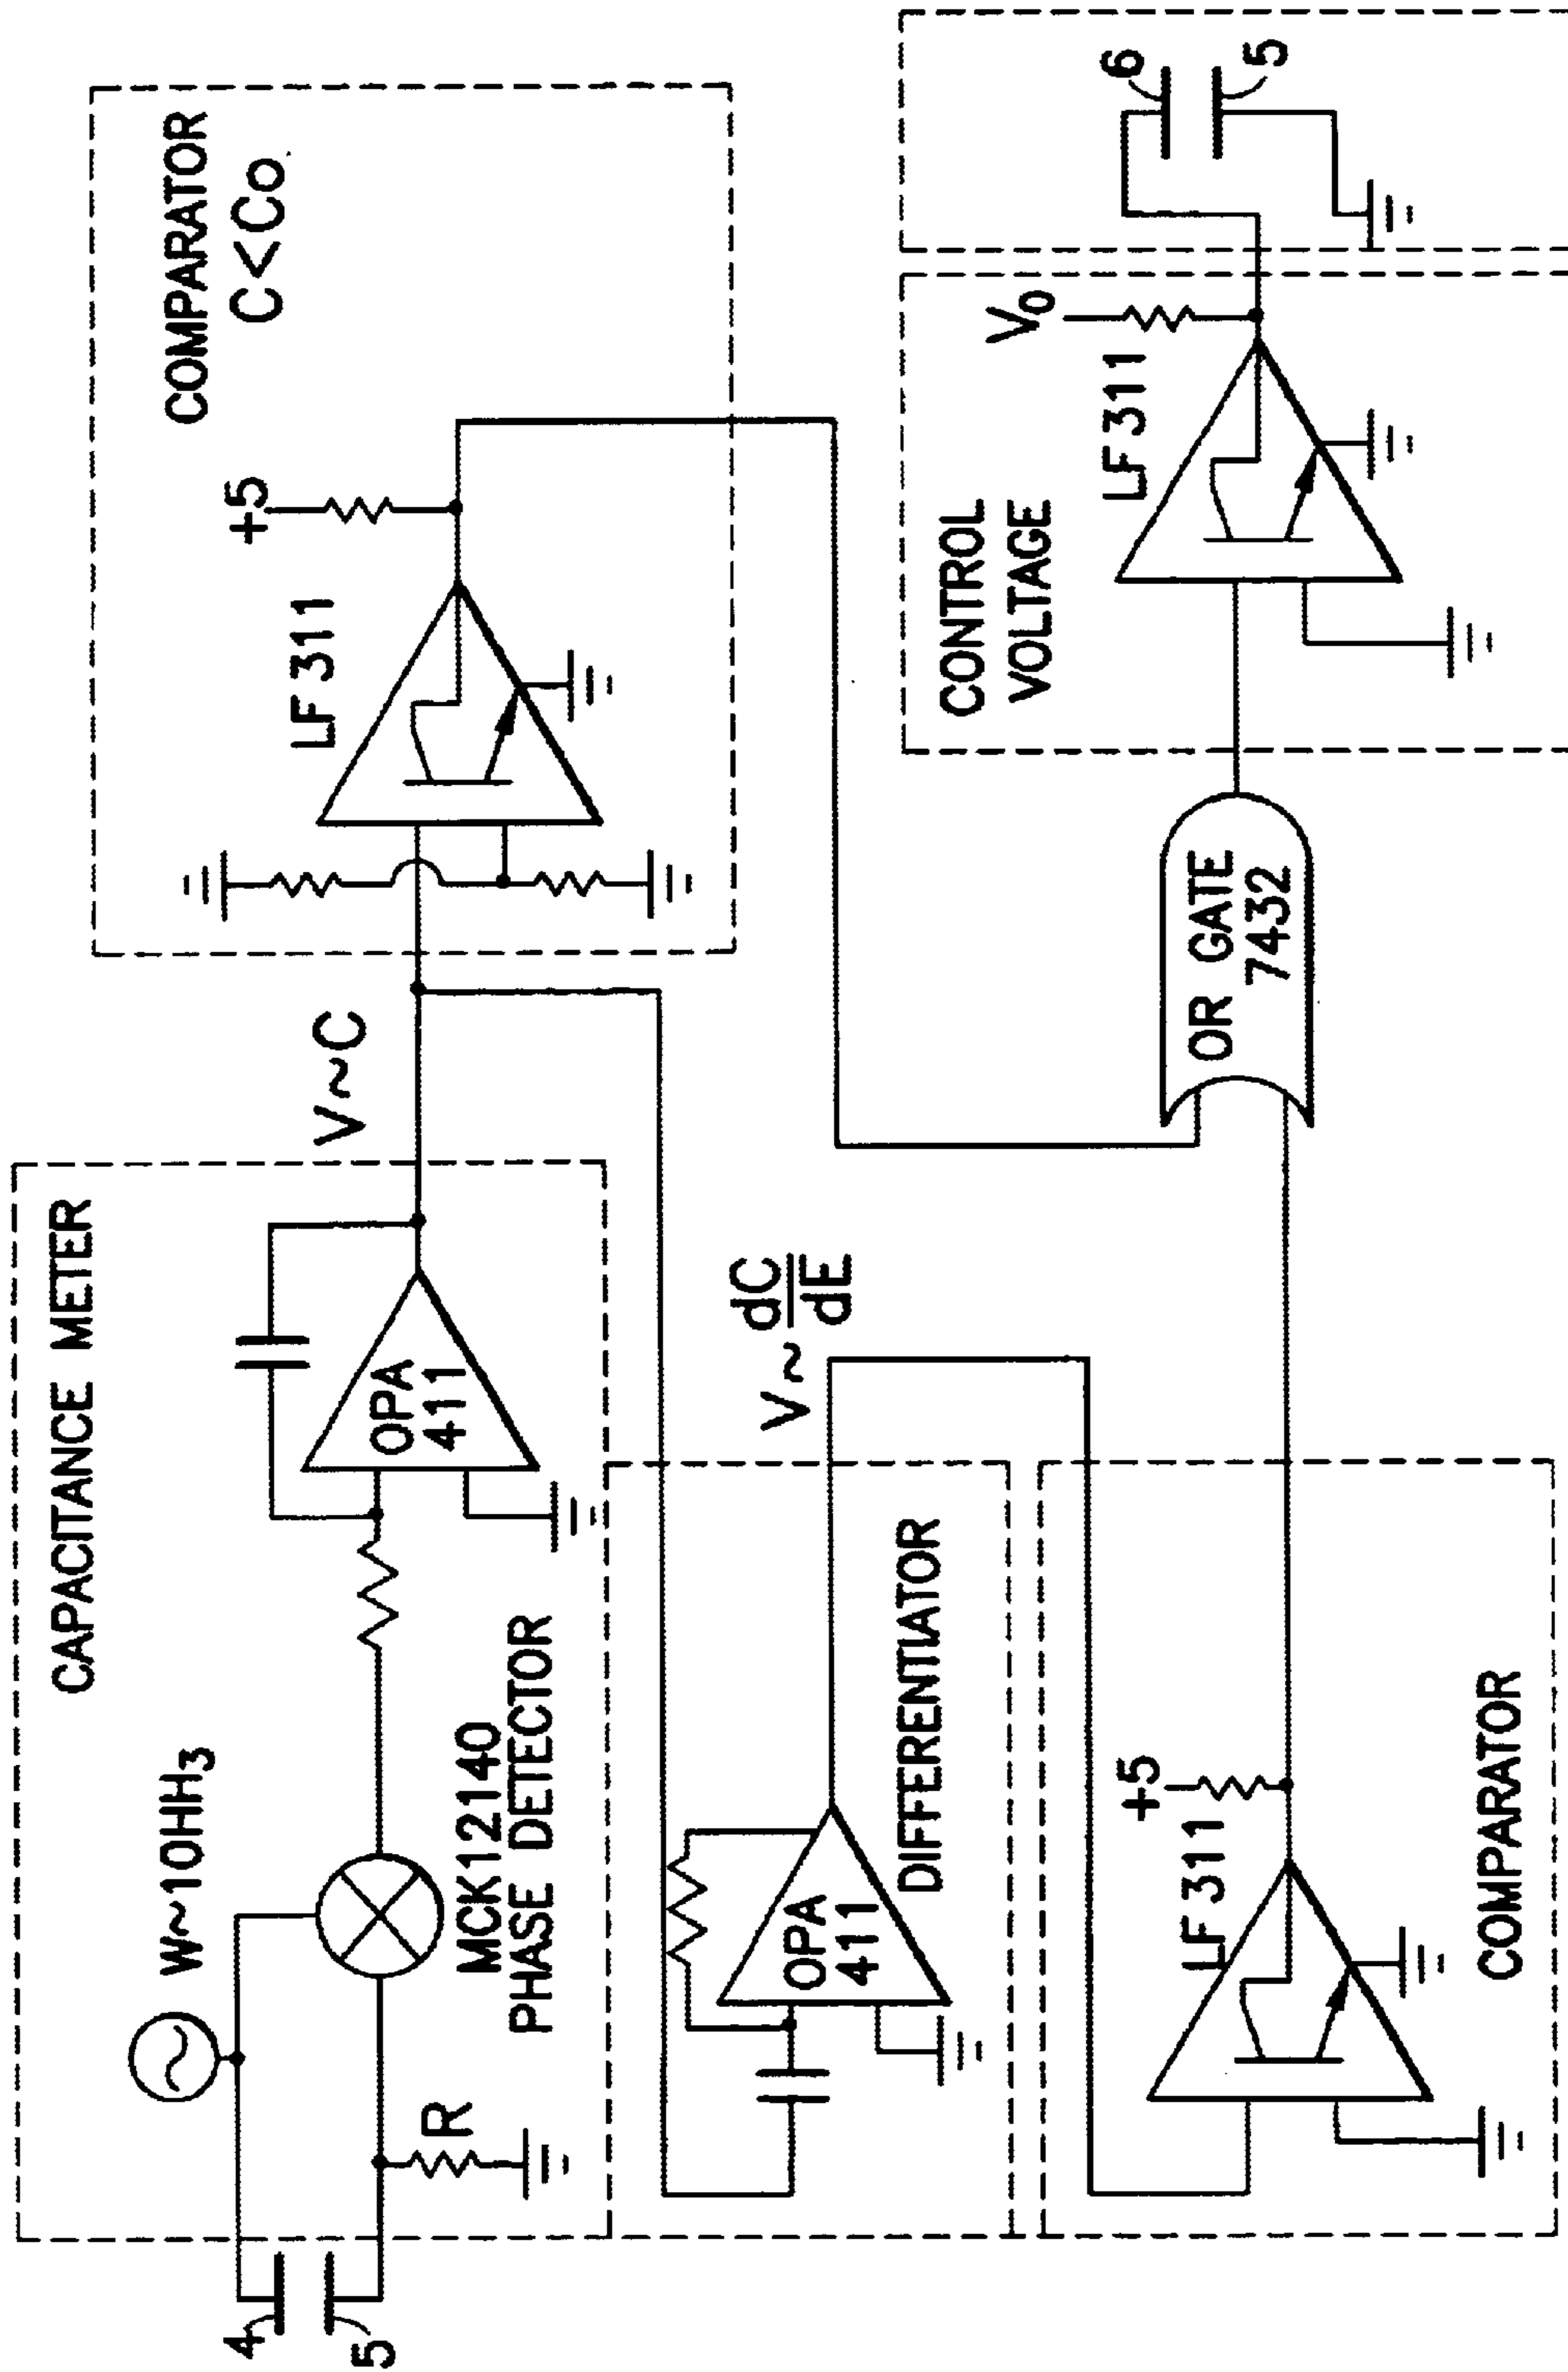 CAPACITANCE METER
W~10HH₃
4
5
R
MCK12140
PHASE DETECTOR
OPA
411
V~C
COMPARATOR
C<Co
+5
LF 311
OPA
411
DIFFERENTIATOR
V~ dC
dE
+5
LF 311
COMPARATOR
OR GATE
7432
CONTROL
VOLTAGE
LF 311
V₀
6
5